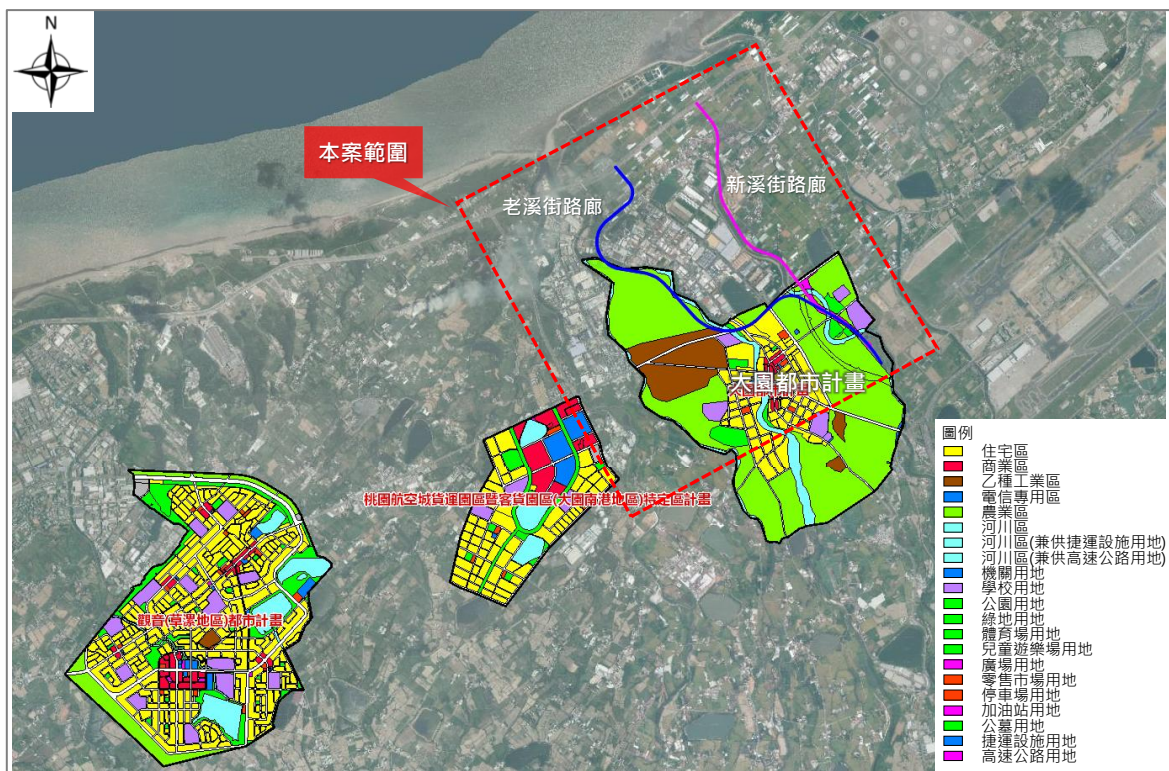 N
本案範圍
新溪街路廊
老溪街路廊
大園都市計畫
桃園航空城貨運園區暨客貨園區(大園南港地區)特定區計畫
觀音(草漯地區)都市計畫
圖例
住宅區
商業區
乙種工業區
電信專用區
農業區
河川區
河川區(兼供捷運設施用地)
河川區(兼供高速公路用地)
機關用地
學校用地
公園用地
綠地用地
體育場用地
兒童遊樂場用地
廣場用地
零售市場用地
停車場用地
加油站用地
公墓用地
捷運設施用地
高速公路用地